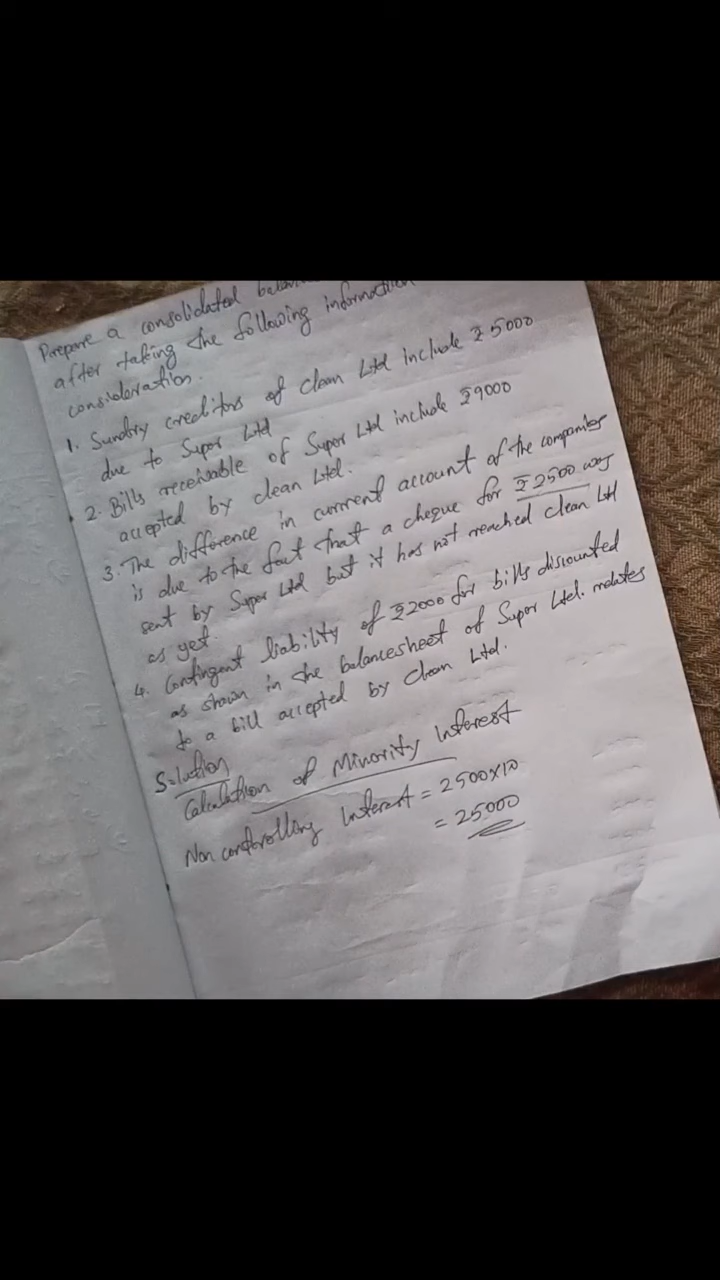 Prepare a consolidated
after taking the following information
consideration.
1. Sundry creditors of Clean Ltd include ₹5000
due to Super Ltd
2. Bills receivable of Super Ltd include ₹9000
accepted by clean Ltd.
3. The difference in current account of the companies
is due to the fact that a cheque for ₹2500 was
sent by Super Ltd but it has not reached clean Ltd
as yet.
4. Contingent liability of ₹2000 for bills discounted
as shown in the balancesheet of Super Ltd. relates
to a bill accepted by Clean Ltd.
Solution
Calculation of Minority Interest
Non controlling Interest = 2500x10
= 25000